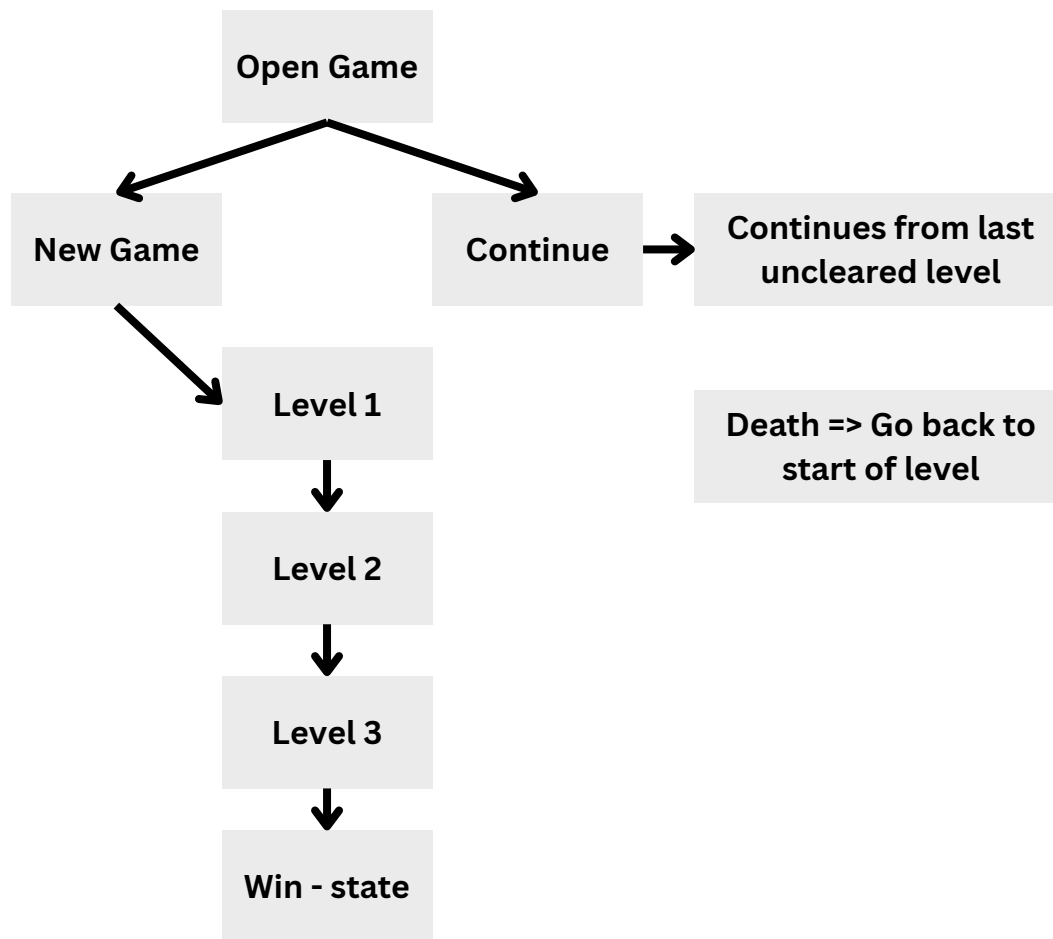 Open Game
New Game
Continue
Continues from last
uncleared level
Level 1
Death => Go back to
start of level
Level 2
Level 3
Win - state